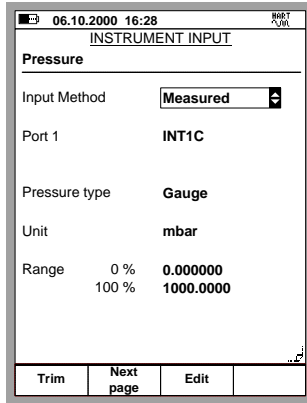 06.10.2000 16:28 HART
INSTRUMENT INPUT
Pressure
Input Method Measured
Port 1 INT1C
Pressure type Gauge
Unit mbar
Range 0 % 0.000000
100 % 1000.0000
Trim Next page Edit